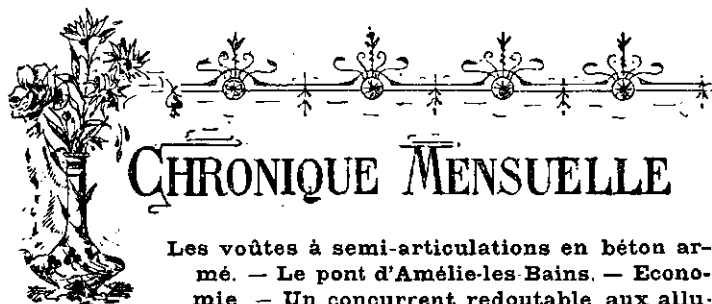 CHRONIQUE MENSUELLE
Les voûtes à semi-articulations en béton ar-
mé. — Le pont d'Amélie-les-Bains. — Econo-
mie. — Un concurrent redoutable aux allu-